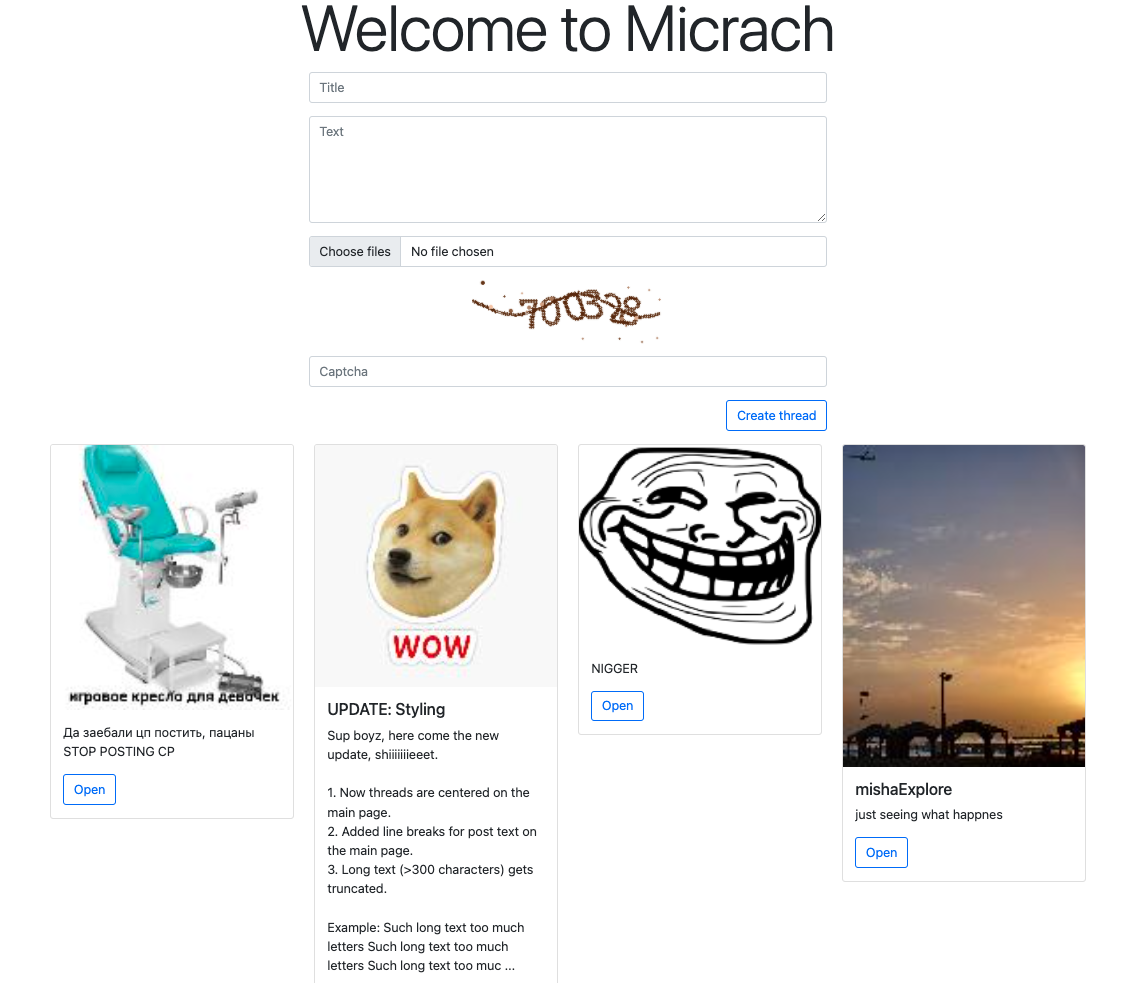 Welcome to Micrach
Title
Text
Choose files No file chosen
700328
Captcha
Create thread
игравое кресла для девачек
Да заебали цп постить, пацаны
STOP POSTING CP
Open
WOW
UPDATE: Styling
Sup boyz, here come the new
update, shiiiiiiieeet.
1. Now threads are centered on the
main page.
2. Added line breaks for post text on
the main page.
3. Long text (>300 characters) gets
truncated.
Example: Such long text too much
letters Such long text too much
letters Such long text too muc ...
NIGGER
Open
mishaExplore
just seeing what happnes
Open